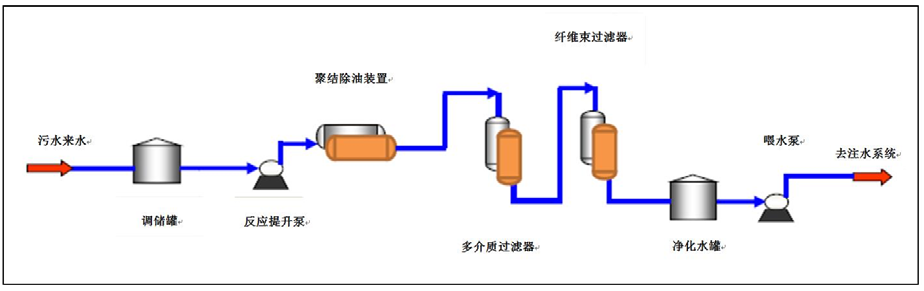 纤维束过滤器
聚结除油装置
污水来水
喂水泵
去注水系统
调储罐
反应提升泵
多介质过滤器
净化水罐